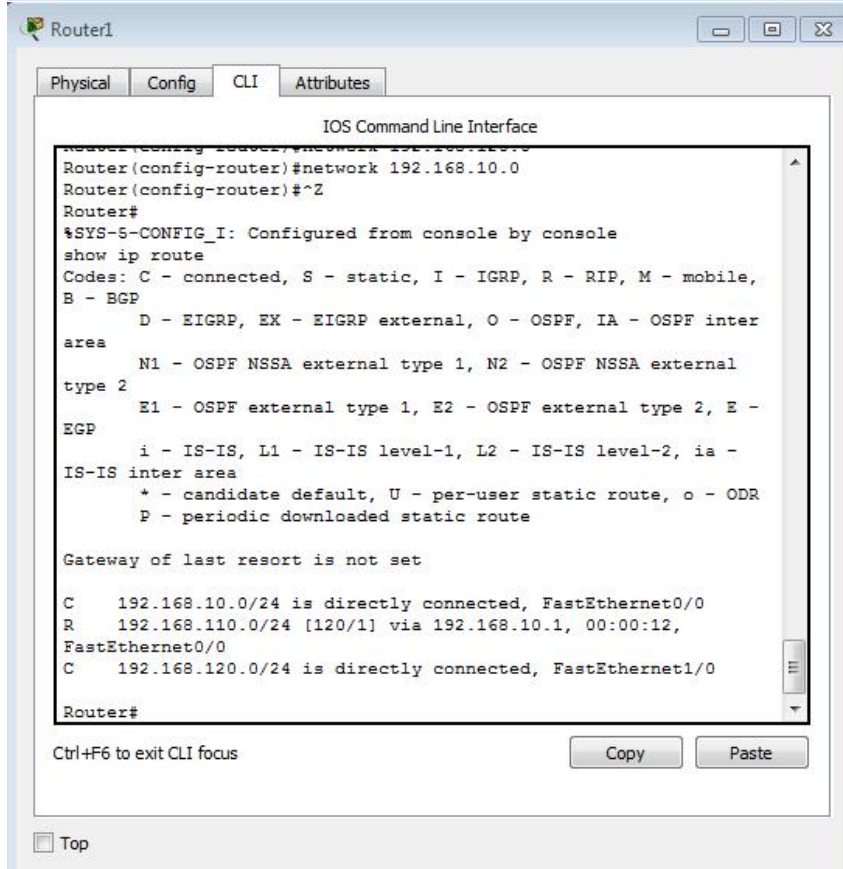 Router1
Physical Config CLI Attributes
IOS Command Line Interface
Router(config-router)#network 192.168.120.0
Router(config-router)#network 192.168.10.0
Router(config-router)#^Z
Router#
%SYS-5-CONFIG_I: Configured from console by console
show ip route
Codes: C - connected, S - static, I - IGRP, R - RIP, M - mobile,
B - BGP
D - EIGRP, EX - EIGRP external, O - OSPF, IA - OSPF inter
area
N1 - OSPF NSSA external type 1, N2 - OSPF NSSA external
type 2
E1 - OSPF external type 1, E2 - OSPF external type 2, E -
EGP
i - IS-IS, L1 - IS-IS level-1, L2 - IS-IS level-2, ia -
IS-IS inter area
* - candidate default, U - per-user static route, o - ODR
P - periodic downloaded static route
Gateway of last resort is not set
C 192.168.10.0/24 is directly connected, FastEthernet0/0
R 192.168.110.0/24 [120/1] via 192.168.10.1, 00:00:12,
FastEthernet0/0
C 192.168.120.0/24 is directly connected, FastEthernet1/0
Router#
Ctrl+F6 to exit CLI focus
Copy Paste
Top